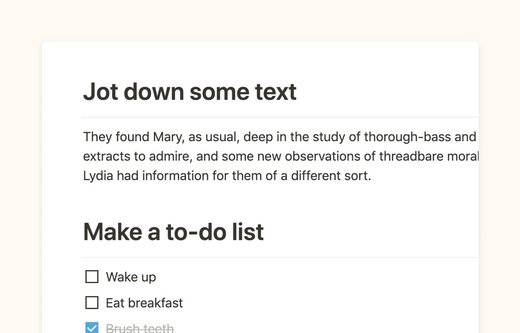 Jot down some text
They found Mary, as usual, deep in the study of thorough-bass and
extracts to admire, and some new observations of threadbare moral
Lydia had information for them of a different sort.
Make a to-do list
Wake up
Eat breakfast
Brush teeth